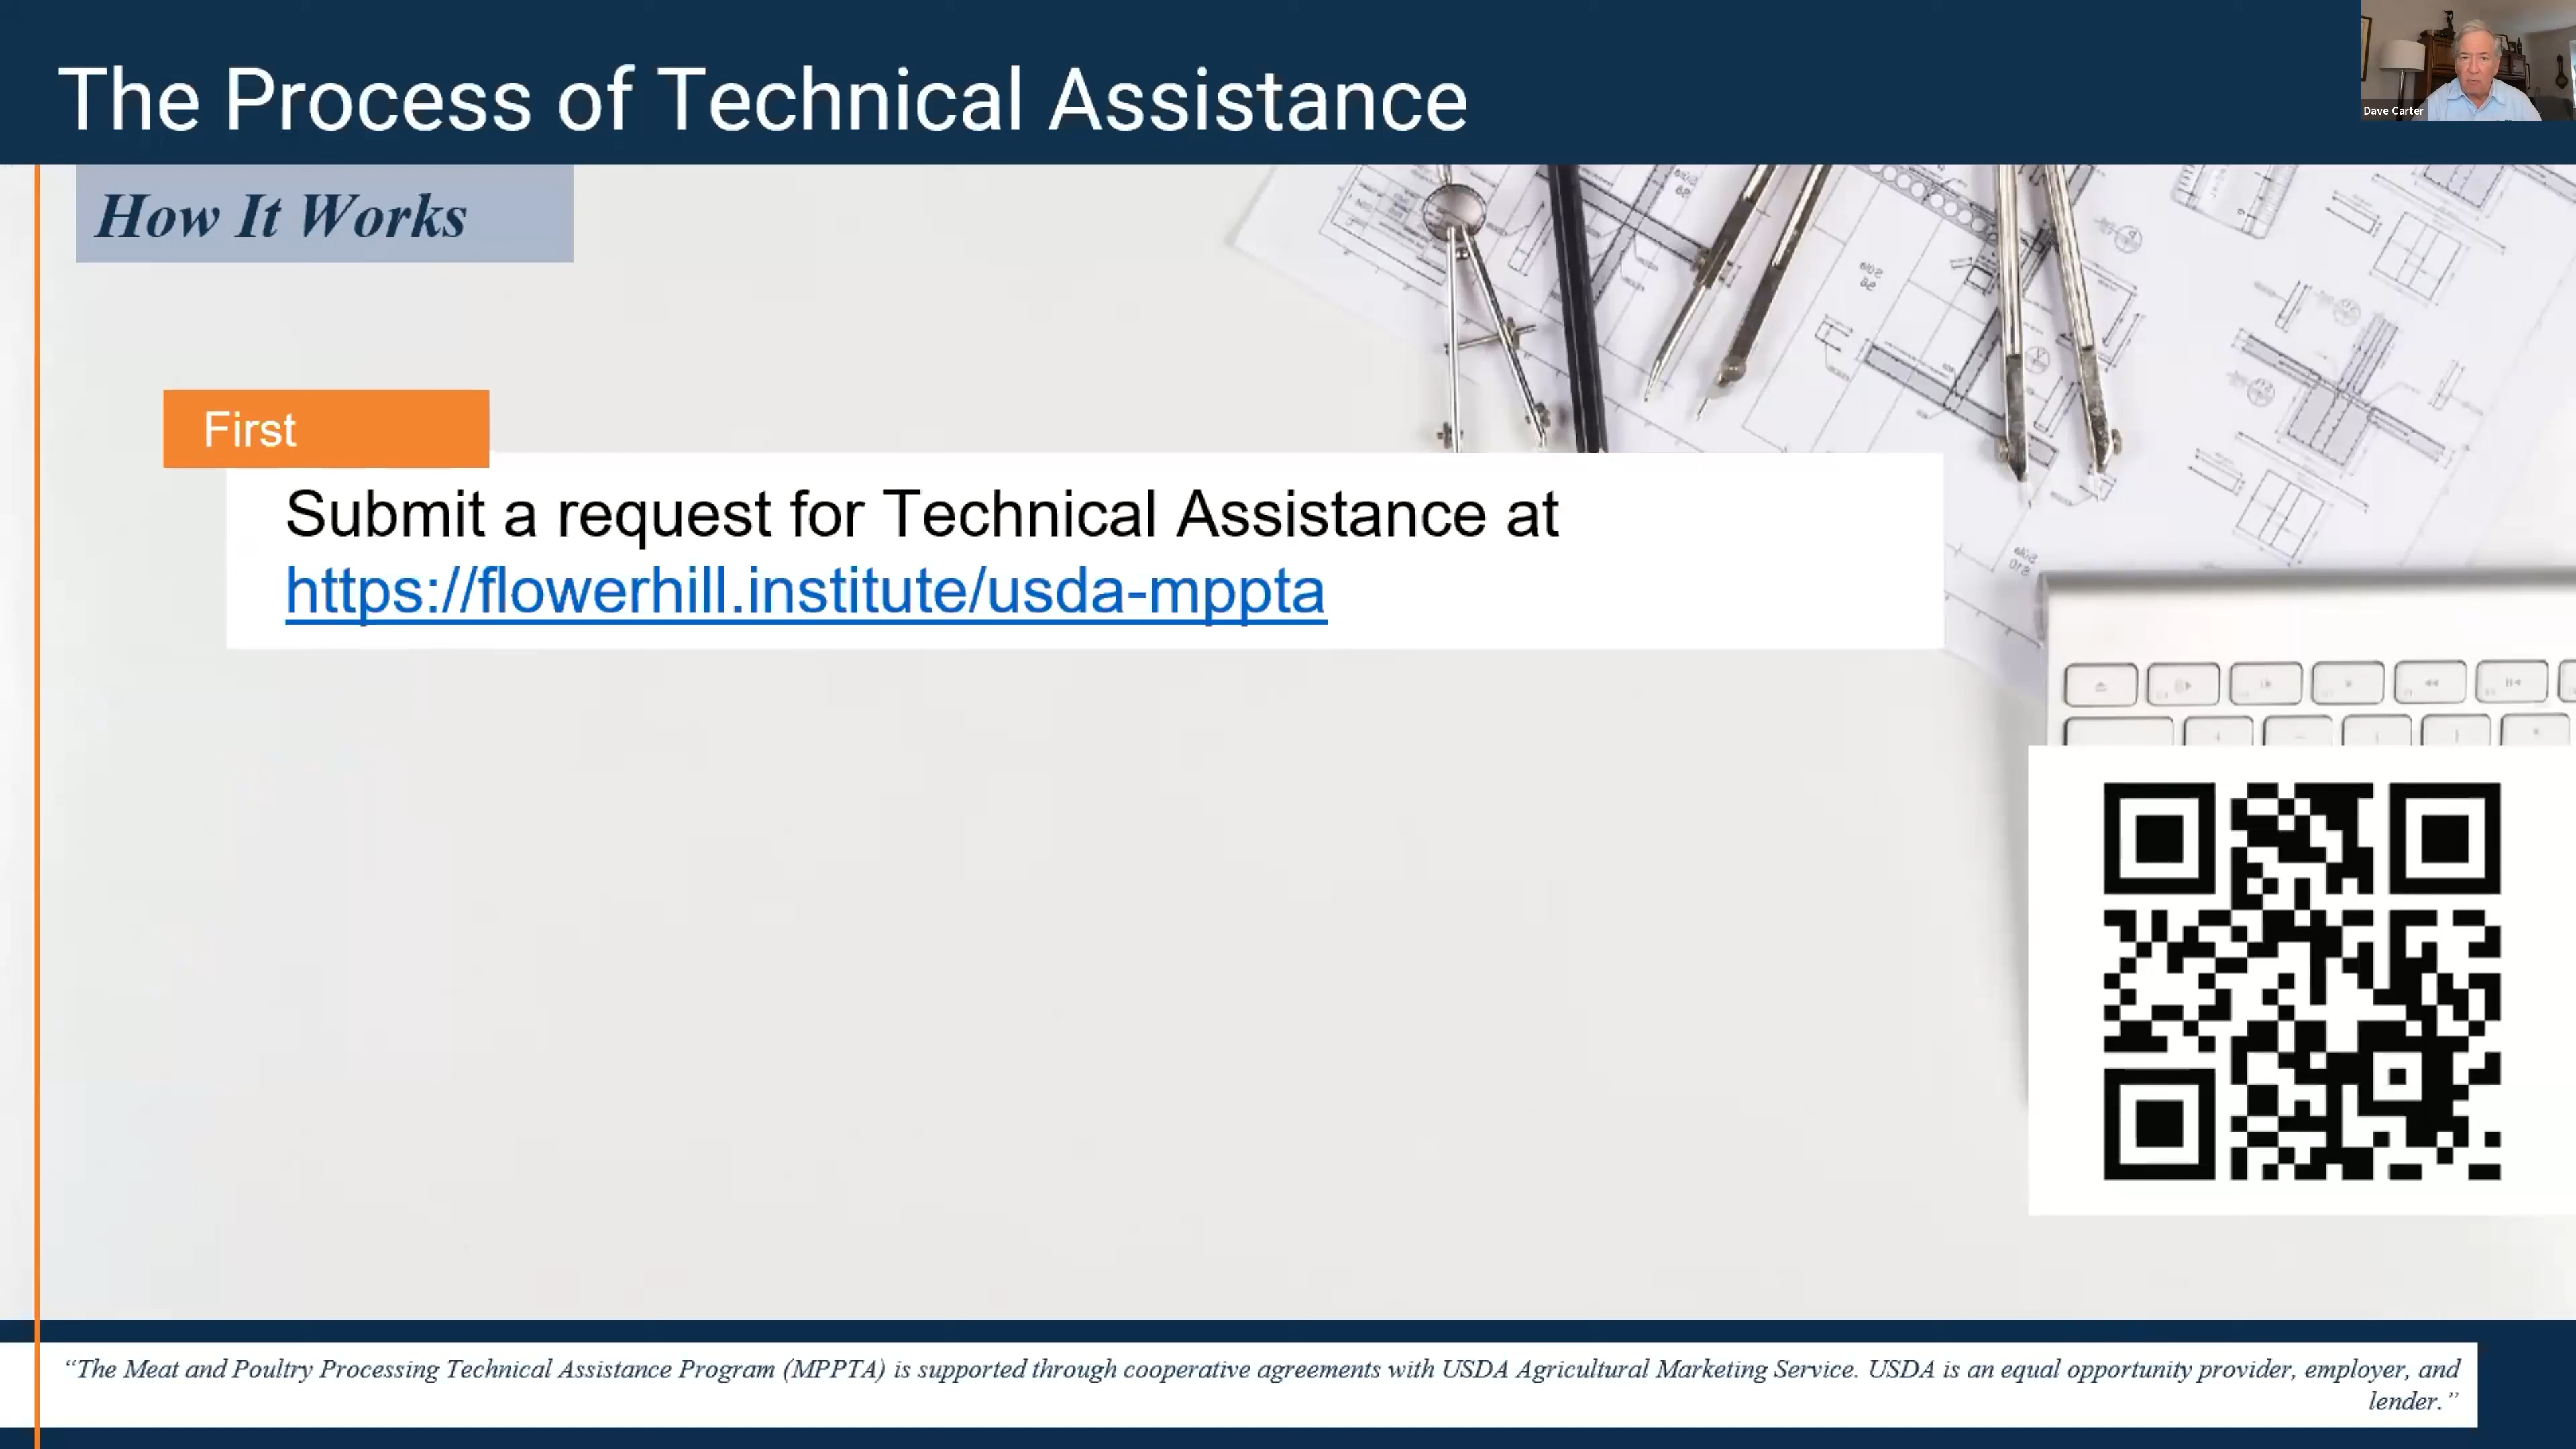 The Process of Technical Assistance
Dave Carter
How It Works
First
Submit a request for Technical Assistance at
https://flowerhill.institute/usda-mppta
“The Meat and Poultry Processing Technical Assistance Program (MPPTA) is supported through cooperative agreements with USDA Agricultural Marketing Service. USDA is an equal opportunity provider, employer, and
lender.”